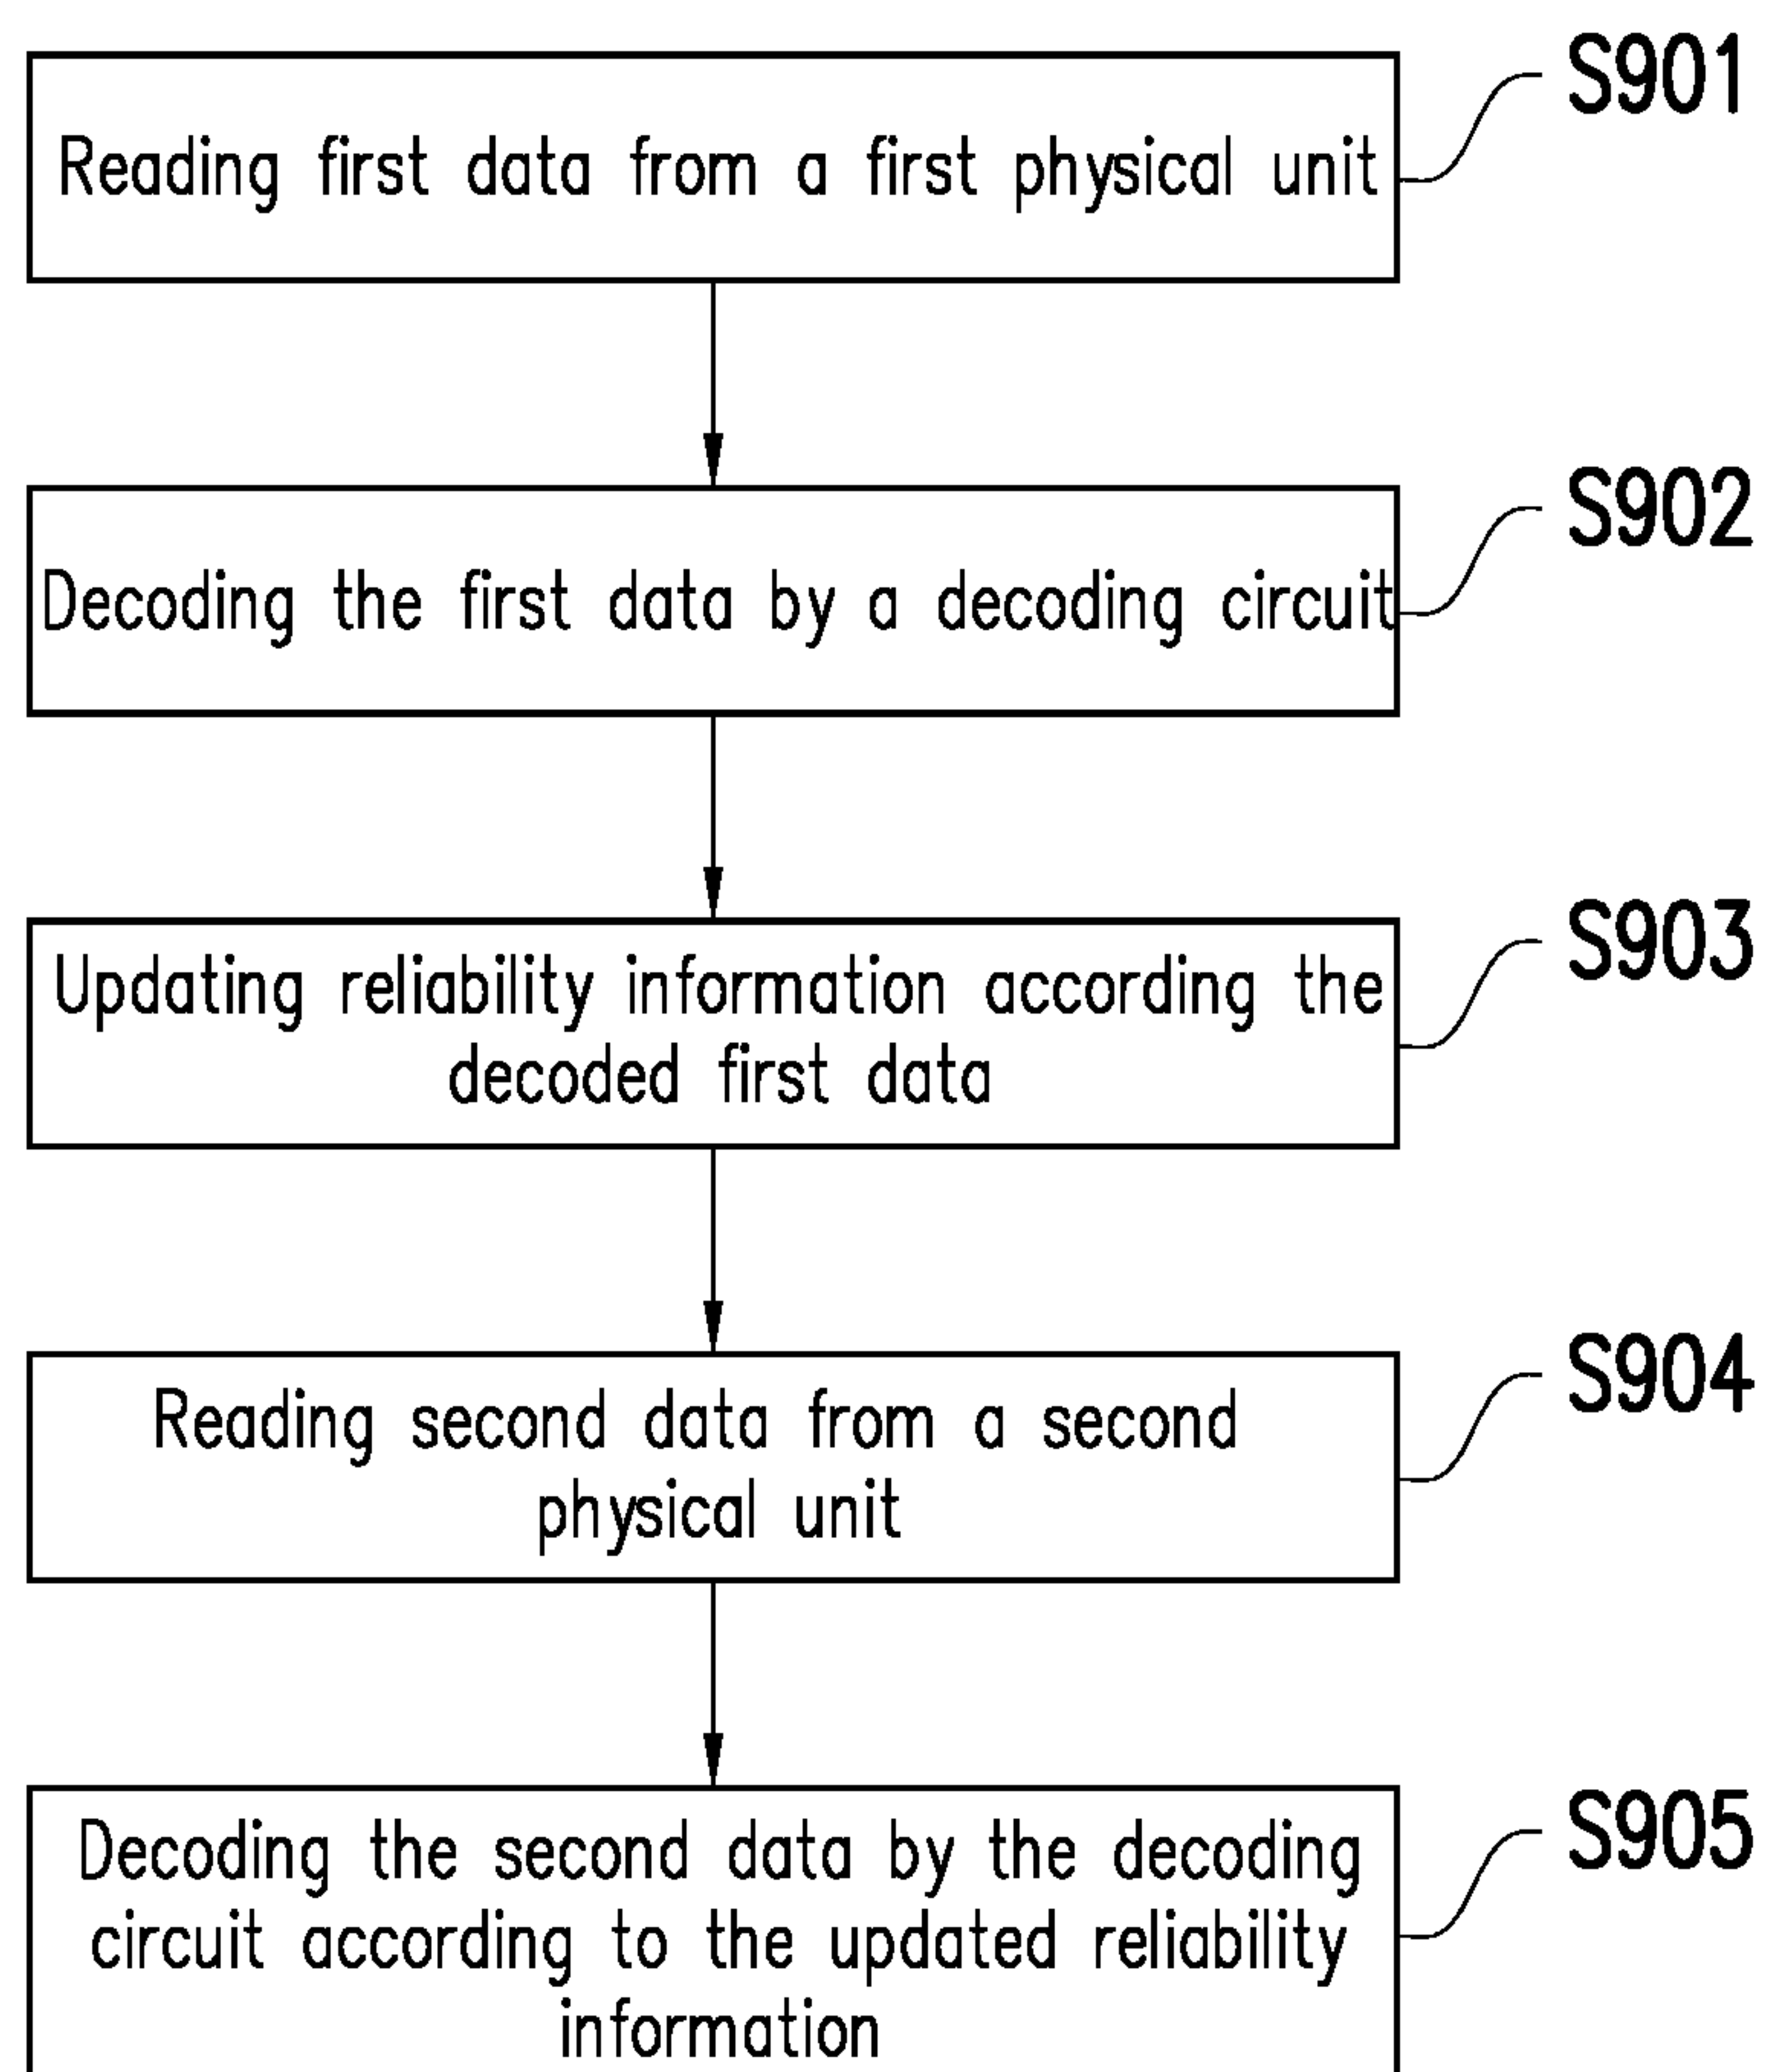 S901
Reading first data from a first physical unit
S902
Decoding the first data by a decoding circuit
S903
Updating reliability information according the
decoded first data
S904
Reading second data from a second
physical unit
S905
Decoding the second data by the decoding
circuit according to the updated reliability
information